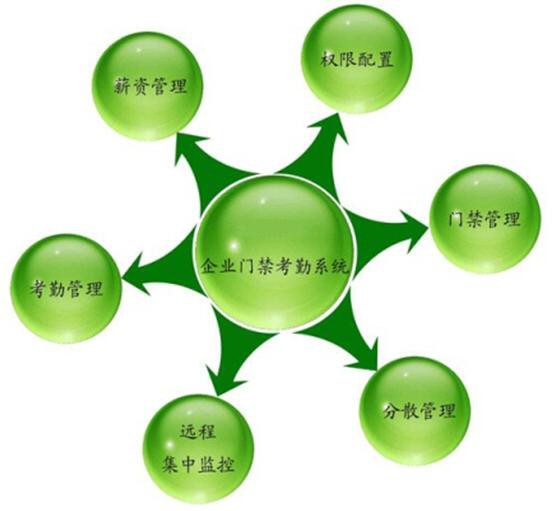 权限配置
薪资管理
门禁管理
企业门禁考勤系统
考勤管理
分散管理
远程
集中监控